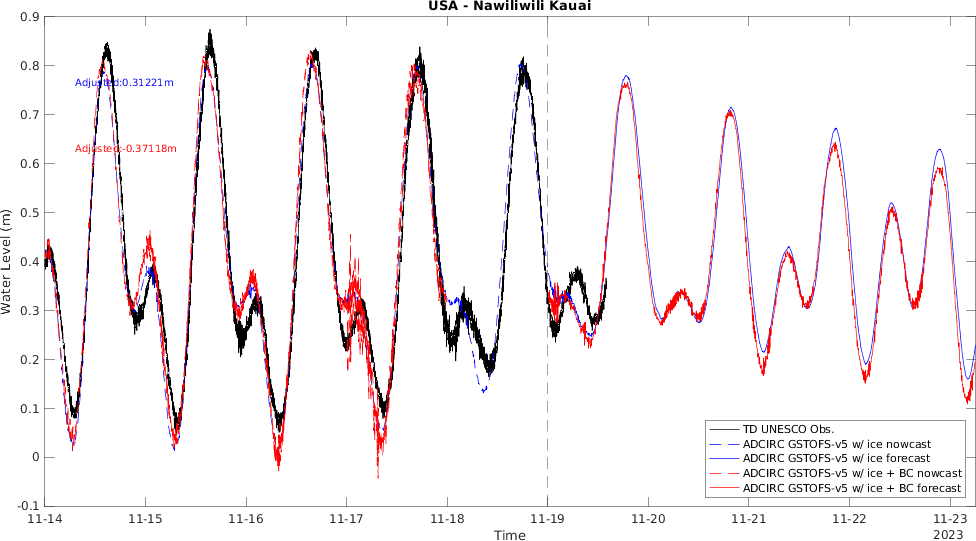 USA - Nawiliwili Kauai
0.9
0.8
0.7
0.6
0.5
0.4
0.3
0.2
0.1
0
-0.1
Water Level (m)
Adjusted:0.31221m
Adjusted:-0.37118m
TD UNESCO Obs.
ADCIRC GSTOFS-v5 w/ ice nowcast
ADCIRC GSTOFS-v5 w/ ice forecast
ADCIRC GSTOFS-v5 w/ ice + BC nowcast
ADCIRC GSTOFS-v5 w/ ice + BC forecast
11-14 11-15 11-16 11-17 11-18 11-19 11-20 11-21 11-22 11-23
2023
Time